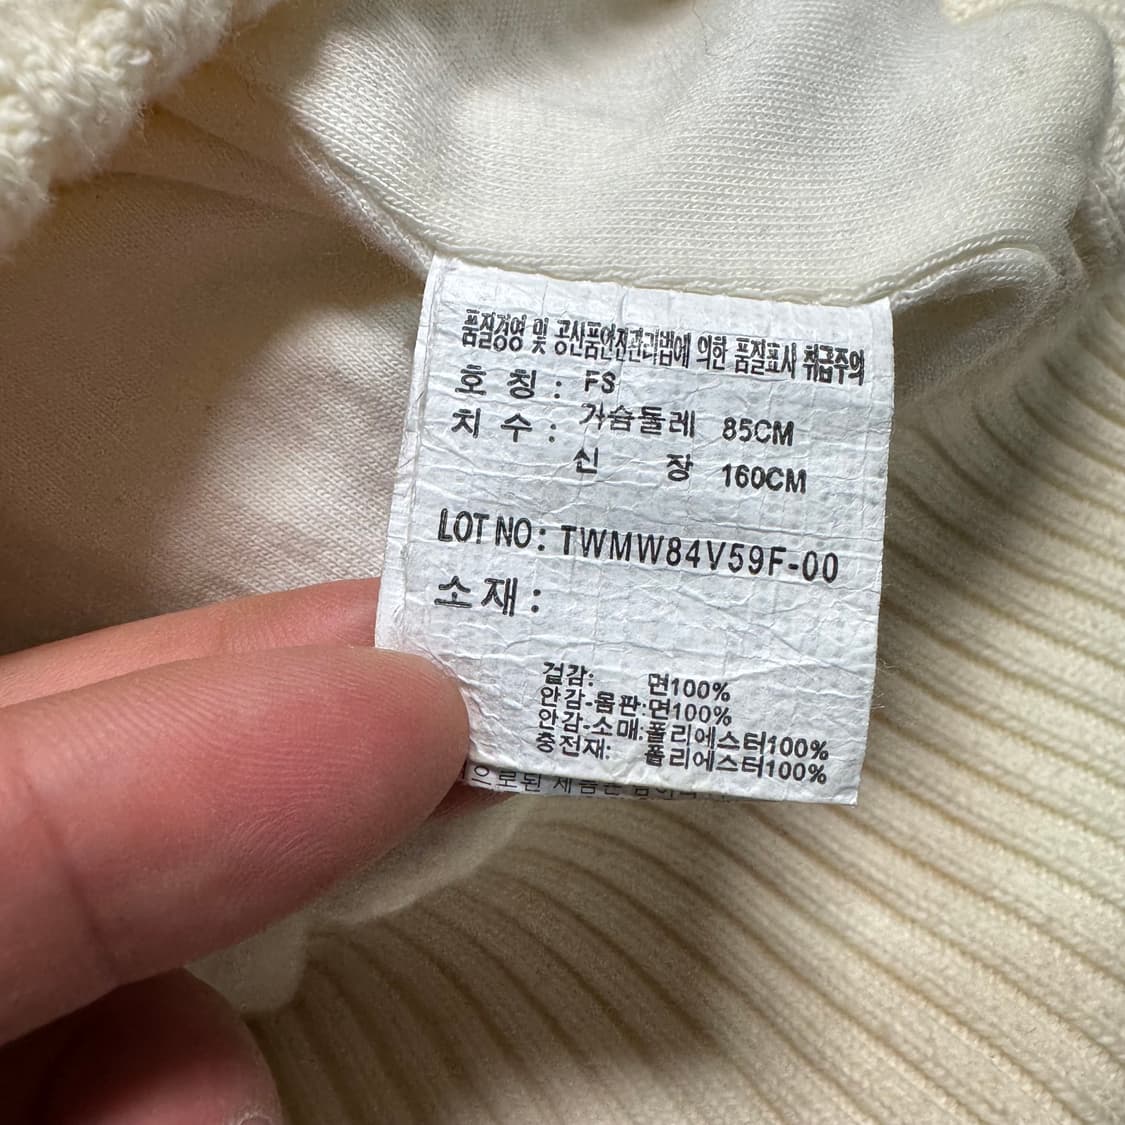 품질경영 및 공산품안전관리법에 의한 품질표시 취급주의
호 칭 : FS
치 수 : 가슴둘레 85CM
신 장 160CM
LOT NO: TWMW84V59F-00
소재 :
겉감: 면100%
안감-몸판:면100%
안감-소매:폴리에스터100%
충전재: 폴리에스터100%